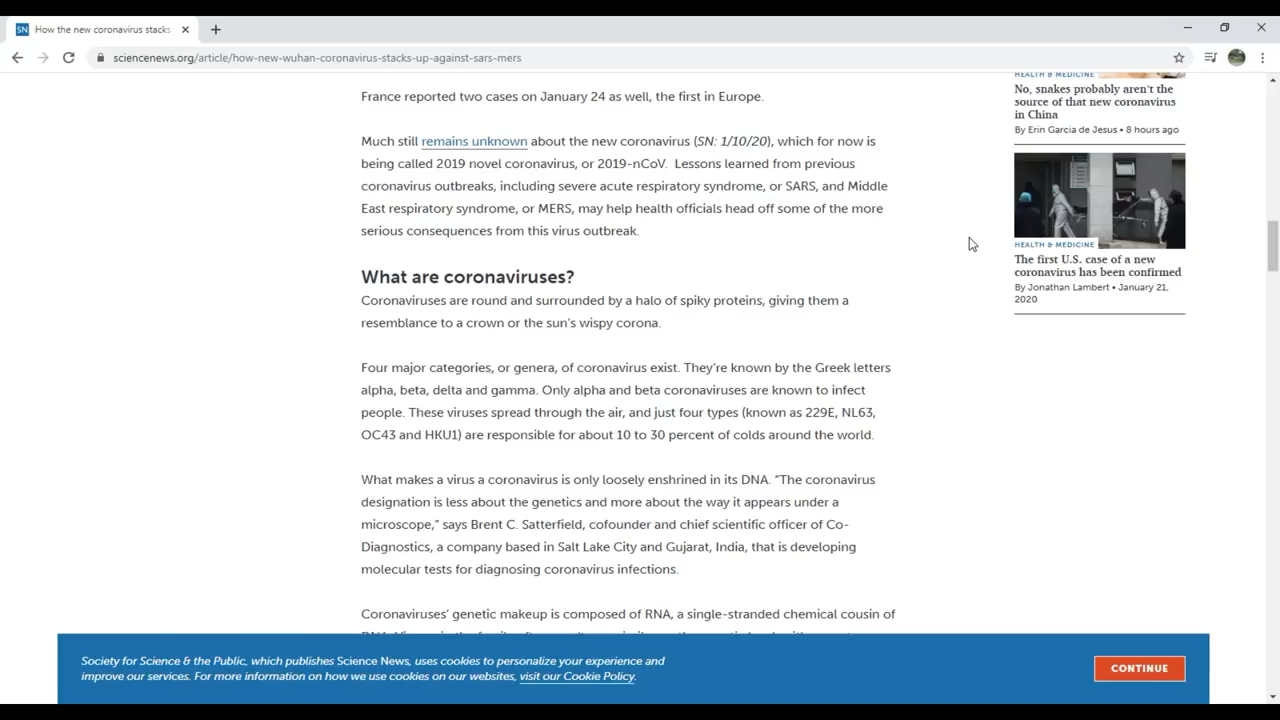 SN How the new coronavirus stacks
sciencenews.org/article/how-new-wuhan-coronavirus-stacks-up-against-sars-mers
France reported two cases on January 24 as well, the first in Europe.
Much still remains unknown about the new coronavirus (SN: 1/10/20), which for now is
being called 2019 novel coronavirus, or 2019-nCoV. Lessons learned from previous
coronavirus outbreaks, including severe acute respiratory syndrome, or SARS, and Middle
East respiratory syndrome, or MERS, may help health officials head off some of the more
serious consequences from this virus outbreak.
What are coronaviruses?
Coronaviruses are round and surrounded by a halo of spiky proteins, giving them a
resemblance to a crown or the sun's wispy corona.
Four major categories, or genera, of coronavirus exist. They're known by the Greek letters
alpha, beta, delta and gamma. Only alpha and beta coronaviruses are known to infect
people. These viruses spread through the air, and just four types (known as 229E, NL63,
OC43 and HKU1) are responsible for about 10 to 30 percent of colds around the world.
What makes a virus a coronavirus is only loosely enshrined in its DNA. “The coronavirus
designation is less about the genetics and more about the way it appears under a
microscope,” says Brent C. Satterfield, cofounder and chief scientific officer of Co-
Diagnostics, a company based in Salt Lake City and Gujarat, India, that is developing
molecular tests for diagnosing coronavirus infections.
Coronaviruses' genetic makeup is composed of RNA, a single-stranded chemical cousin of
HEALTH & MEDICINE
No, snakes probably aren't the
source of that new coronavirus
in China
By Erin Garcia de Jesus • 8 hours ago
HEALTH & MEDICINE
The first U.S. case of a new
coronavirus has been confirmed
By Jonathan Lambert • January 21,
2020
Society for Science & the Public, which publishes Science News, uses cookies to personalize your experience and
improve our services. For more information on how we use cookies on our websites, visit our Cookie Policy.
CONTINUE